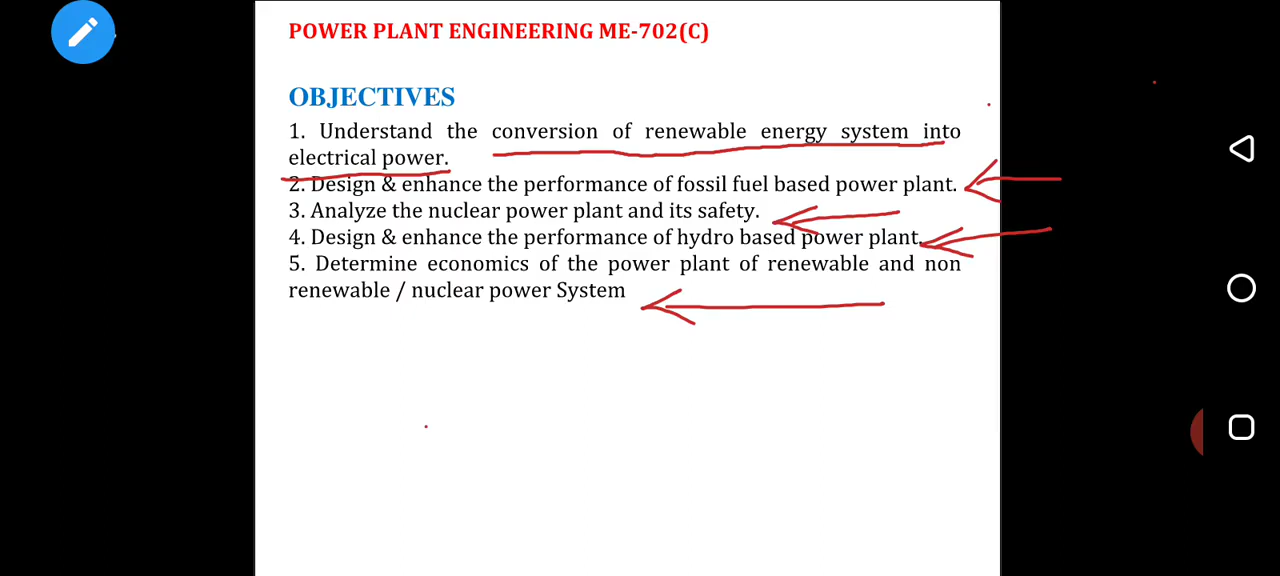 POWER PLANT ENGINEERING ME-702(C)
OBJECTIVES
1. Understand the conversion of renewable energy system into
electrical power.
2. Design & enhance the performance of fossil fuel based power plant.
3. Analyze the nuclear power plant and its safety.
4. Design & enhance the performance of hydro based power plant.
5. Determine economics of the power plant of renewable and non
renewable / nuclear power System